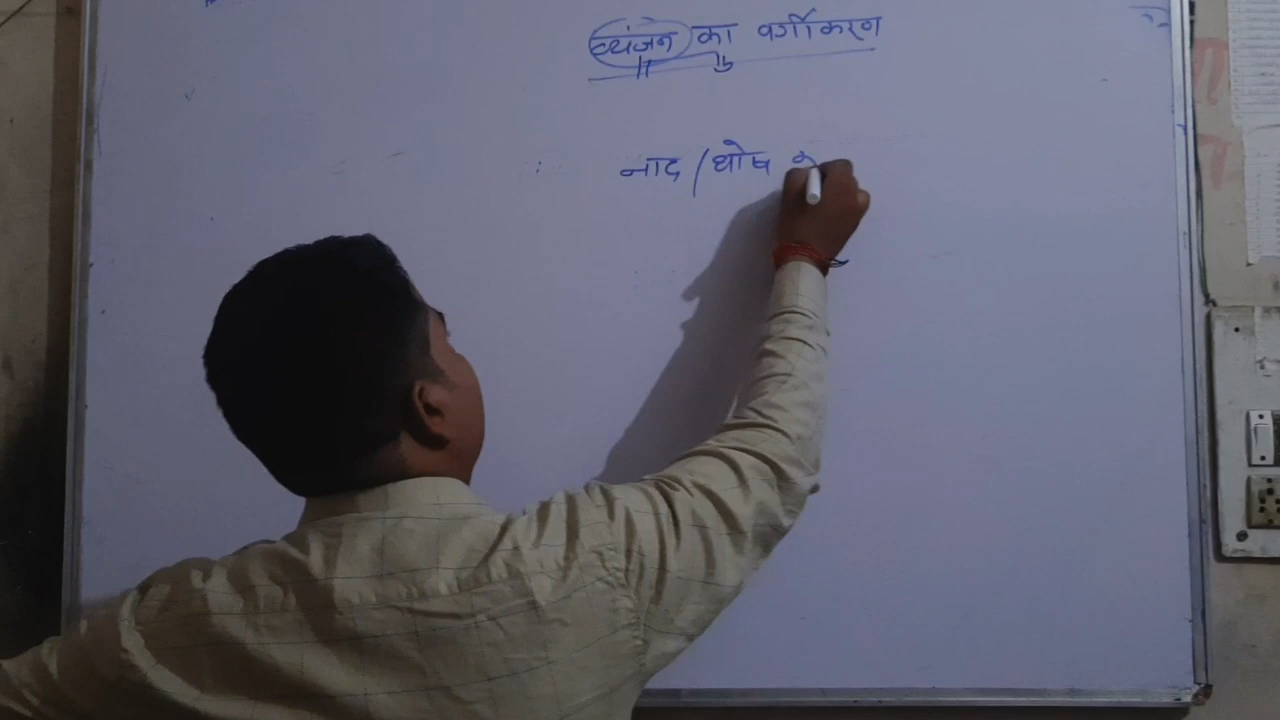 व्यंजन का वर्गीकरण
नाद / घोष